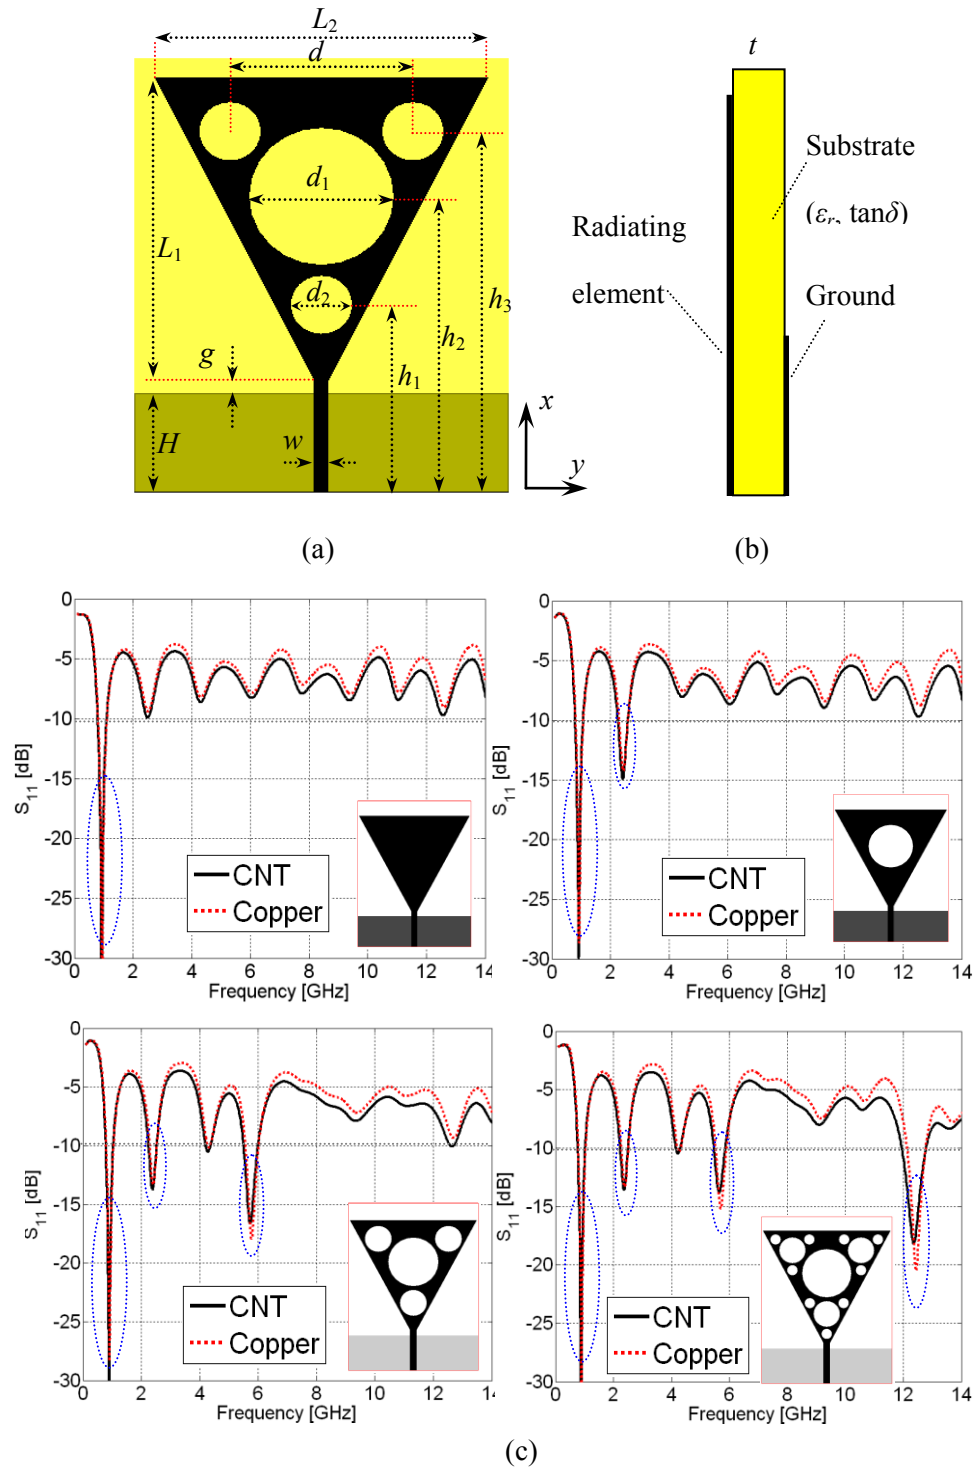 L2
d
t
d1
Substrate
(εr, tanδ)
L1
Radiating
d2
element
Ground
h3
h2
g
h1
x
H
w
y
(a)
(b)
0
-5
-10
-15
-20
-25
-30
S11 [dB]
CNT
Copper
0 2 4 6 8 10 12 14
Frequency [GHz]
0
-5
-10
-15
-20
-25
-30
S11 [dB]
CNT
Copper
0 2 4 6 8 10 12 14
Frequency [GHz]
0
-5
-10
-15
-20
-25
-30
S11 [dB]
CNT
Copper
0 2 4 6 8 10 12 14
Frequency [GHz]
0
-5
-10
-15
-20
-25
-30
S11 [dB]
CNT
Copper
0 2 4 6 8 10 12 14
Frequency [GHz]
(c)